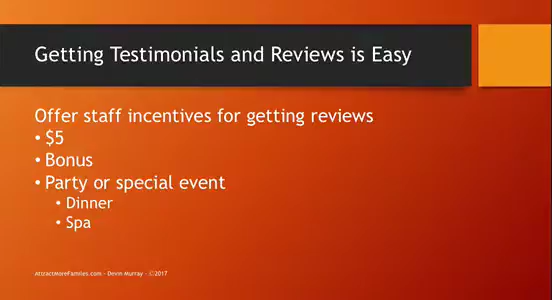 Getting Testimonials and Reviews is Easy
Offer staff incentives for getting reviews
• $5
• Bonus
• Party or special event
• Dinner
• Spa
AttractMoreFamilies.com - Devin Murray - ©2017